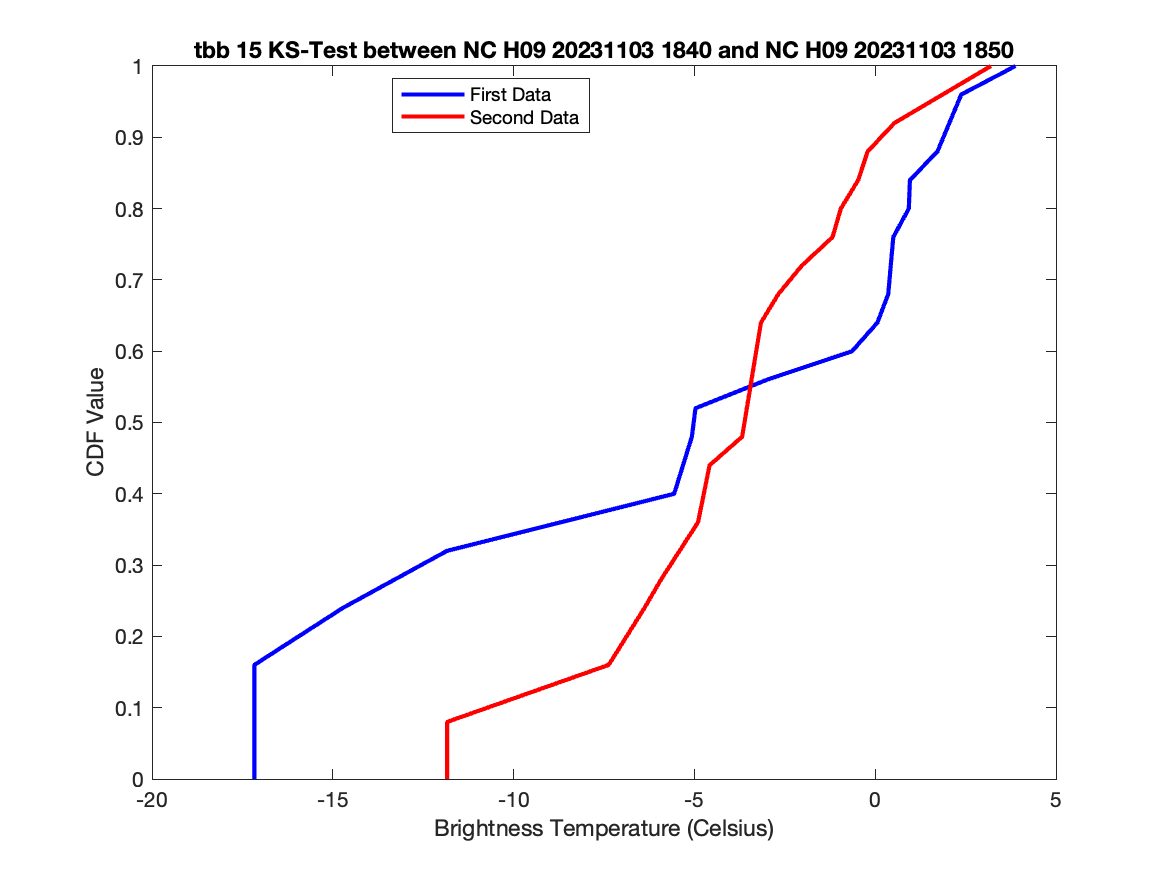 tbb 15 KS-Test between NC H09 20231103 1840 and NC H09 20231103 1850
First Data
Second Data
1
0.9
0.8
0.7
0.6
0.5
0.4
0.3
0.2
0.1
0
CDF Value
-20 -15 -10 -5 0 5
Brightness Temperature (Celsius)